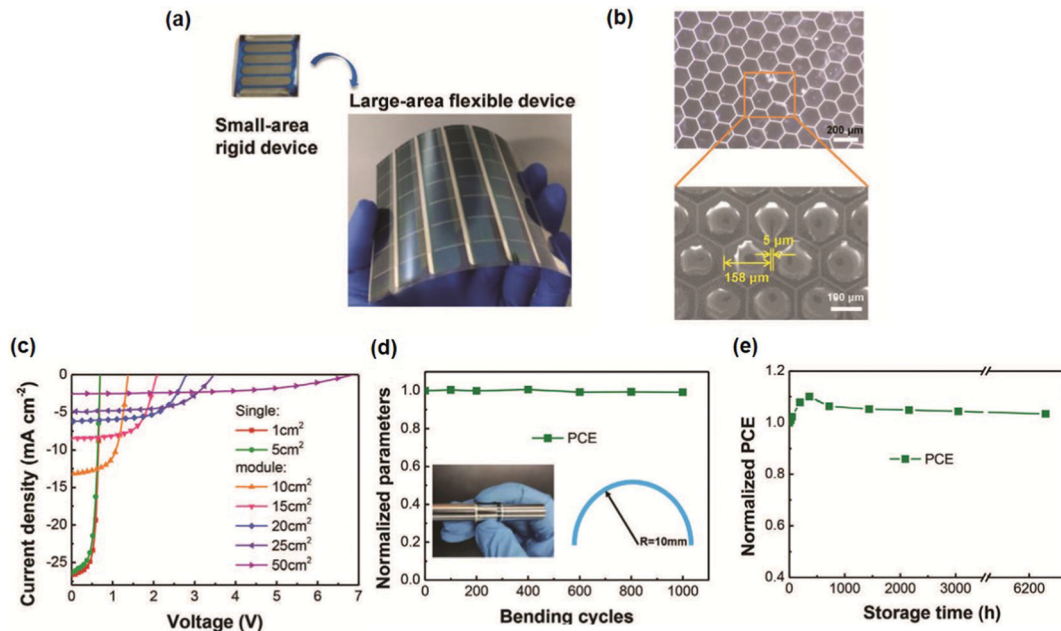 (a)
Small-area
rigid device
Large-area flexible device
(b)
200 μm
5 μm
158 μm
100 μm
(c)
Current density (mA cm-2)
0
-5
-10
-15
-20
-25
Single:
1cm2
5cm2
module:
10cm2
15cm2
20cm2
25cm2
50cm2
0 1 2 3 4 5 6 7
Voltage (V)
(d)
Normalized parameters
1.0
0.8
0.6
0.4
0.2
0.0
PCE
R=10mm
0 200 400 600 800 1000
Bending cycles
(e)
Normalized PCE
1.2
1.0
0.8
0.6
0.4
PCE
0 800 1600 2400 3200 6200
Storage time (h)